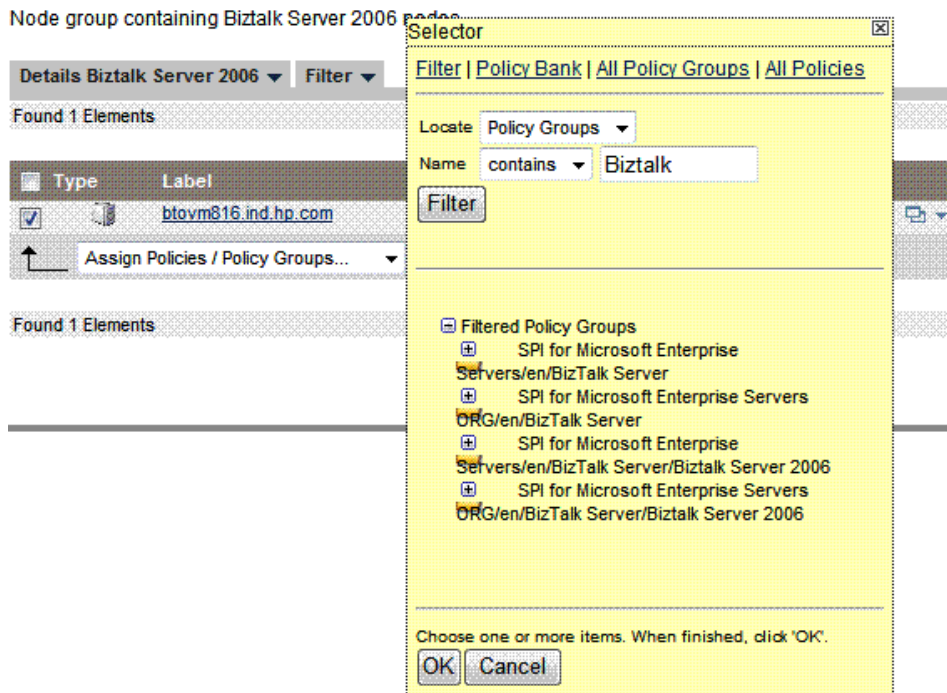 Node group containing Biztalk Server 2006 nodes
Details Biztalk Server 2006 Filter
Found 1 Elements
Type Label
btovm816.ind.hp.com
Assign Policies / Policy Groups...
Found 1 Elements
Selector
Filter | Policy Bank | All Policy Groups | All Policies
Locate Policy Groups
Name contains Biztalk
Filter
Filtered Policy Groups
SPI for Microsoft Enterprise
Servers/en/BizTalk Server
SPI for Microsoft Enterprise Servers
ORG/en/BizTalk Server
SPI for Microsoft Enterprise
Servers/en/BizTalk Server/Biztalk Server 2006
SPI for Microsoft Enterprise Servers
ORG/en/BizTalk Server/Biztalk Server 2006
Choose one or more items. When finished, click 'OK'.
OK Cancel